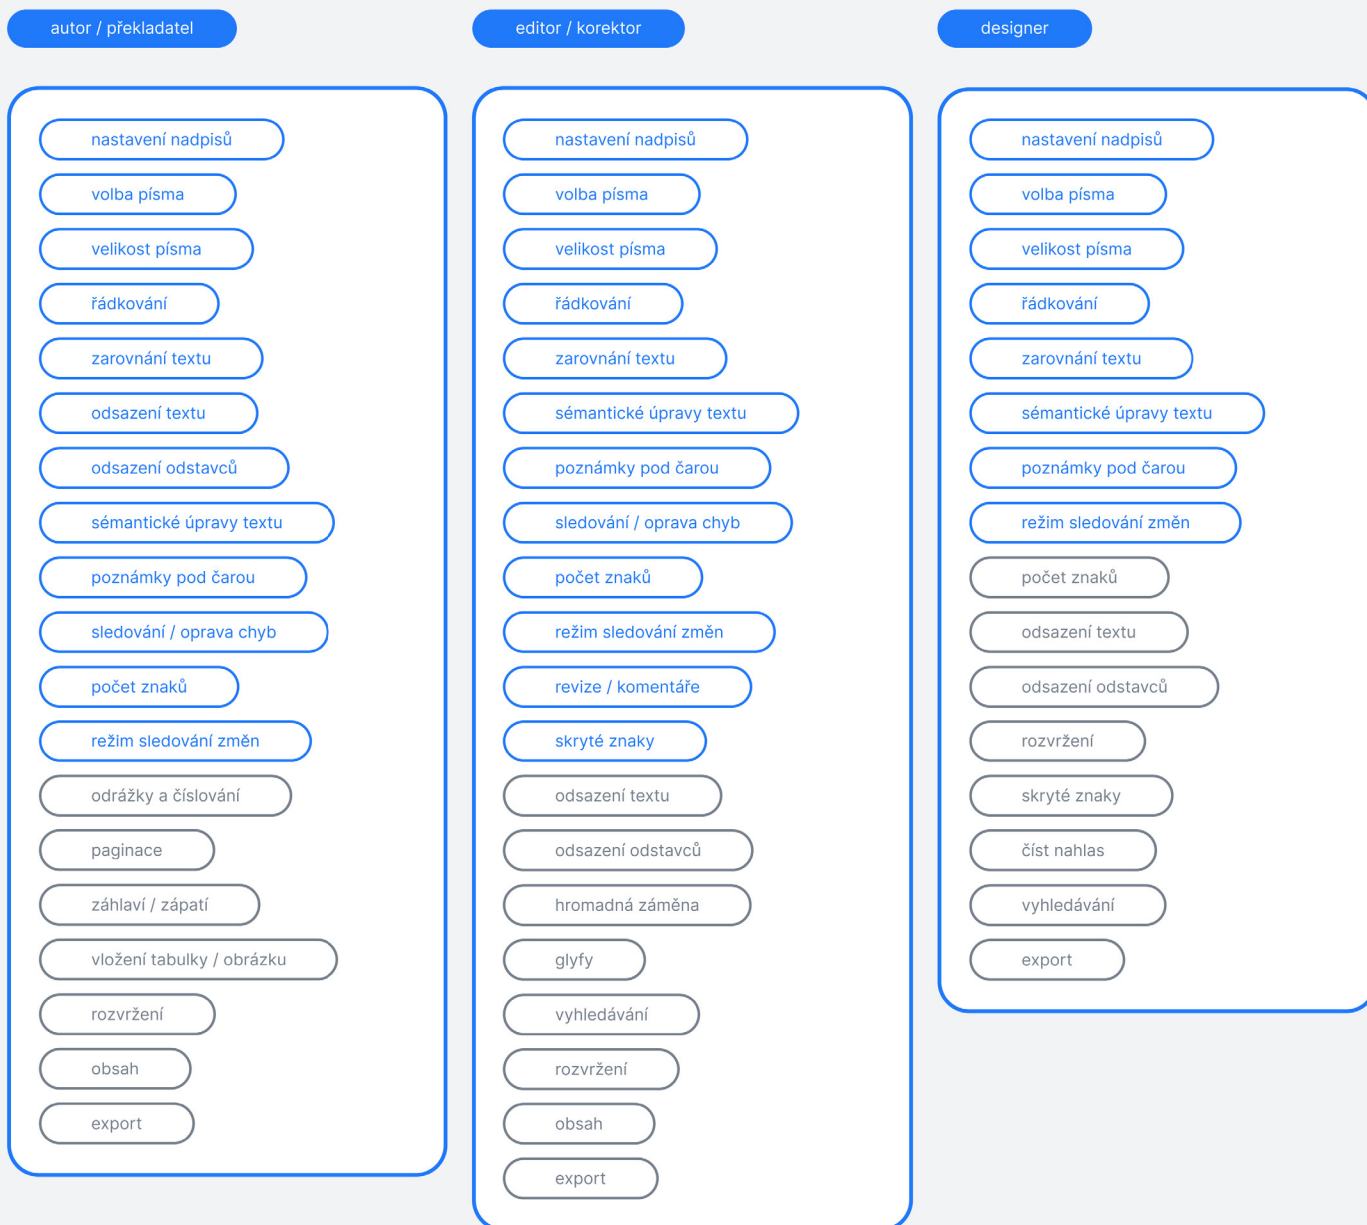 autor / překladatel
nastavení nadpisů
volba písma
velikost písma
řádkování
zarovnání textu
odsazení textu
odsazení odstavců
sémantické úpravy textu
poznámky pod čarou
sledování / oprava chyb
počet znaků
režim sledování změn
odrážky a číslování
paginace
záhlaví / zápatí
vložení tabulky / obrázku
rozvržení
obsah
export
editor / korektor
nastavení nadpisů
volba písma
velikost písma
řádkování
zarovnání textu
sémantické úpravy textu
poznámky pod čarou
sledování / oprava chyb
počet znaků
režim sledování změn
revize / komentáře
skryté znaky
odsazení textu
odsazení odstavců
hromadná záměna
glyfy
vyhledávání
rozvržení
obsah
export
designer
nastavení nadpisů
volba písma
velikost písma
řádkování
zarovnání textu
sémantické úpravy textu
poznámky pod čarou
režim sledování změn
počet znaků
odsazení textu
odsazení odstavců
rozvržení
skryté znaky
číst nahlas
vyhledávání
export